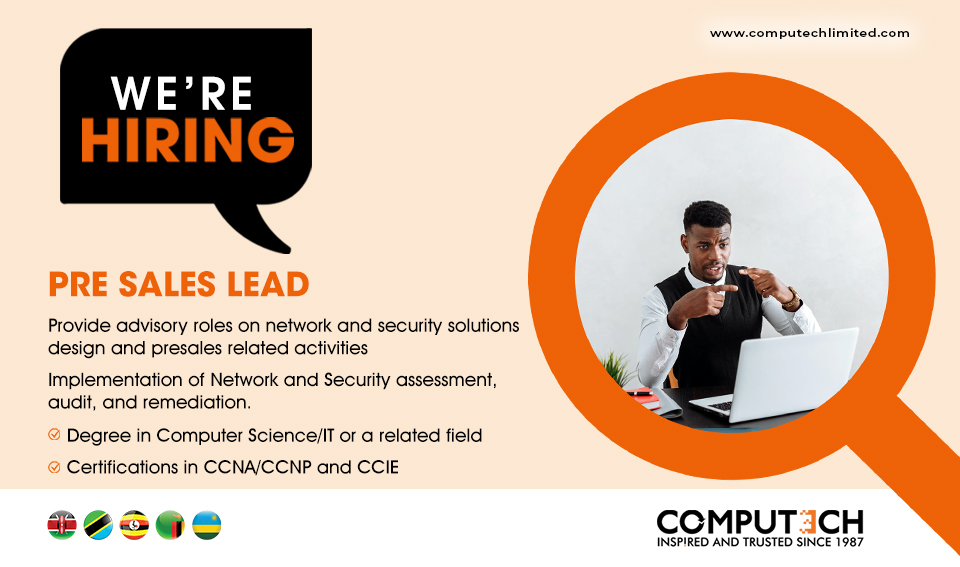 www.computechlimited.com
WE'RE
HIRING
PRE SALES LEAD
Provide advisory roles on network and security solutions
design and presales related activities
Implementation of Network and Security assessment,
audit, and remediation.
Degree in Computer Science/IT or a related field
Certifications in CCNA/CCNP and CCIE
COMPUTECH
INSPIRED AND TRUSTED SINCE 1987